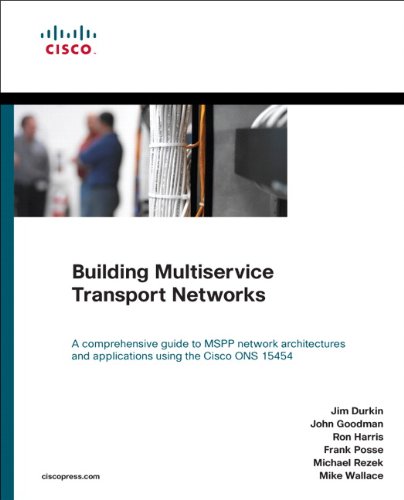 CISCO.
Building Multiservice
Transport Networks
A comprehensive guide to MSPP network architectures
and applications using the Cisco ONS 15454
Jim Durkin
John Goodman
Ron Harris
Frank Posse
Michael Rezek
Mike Wallace
ciscopress.com